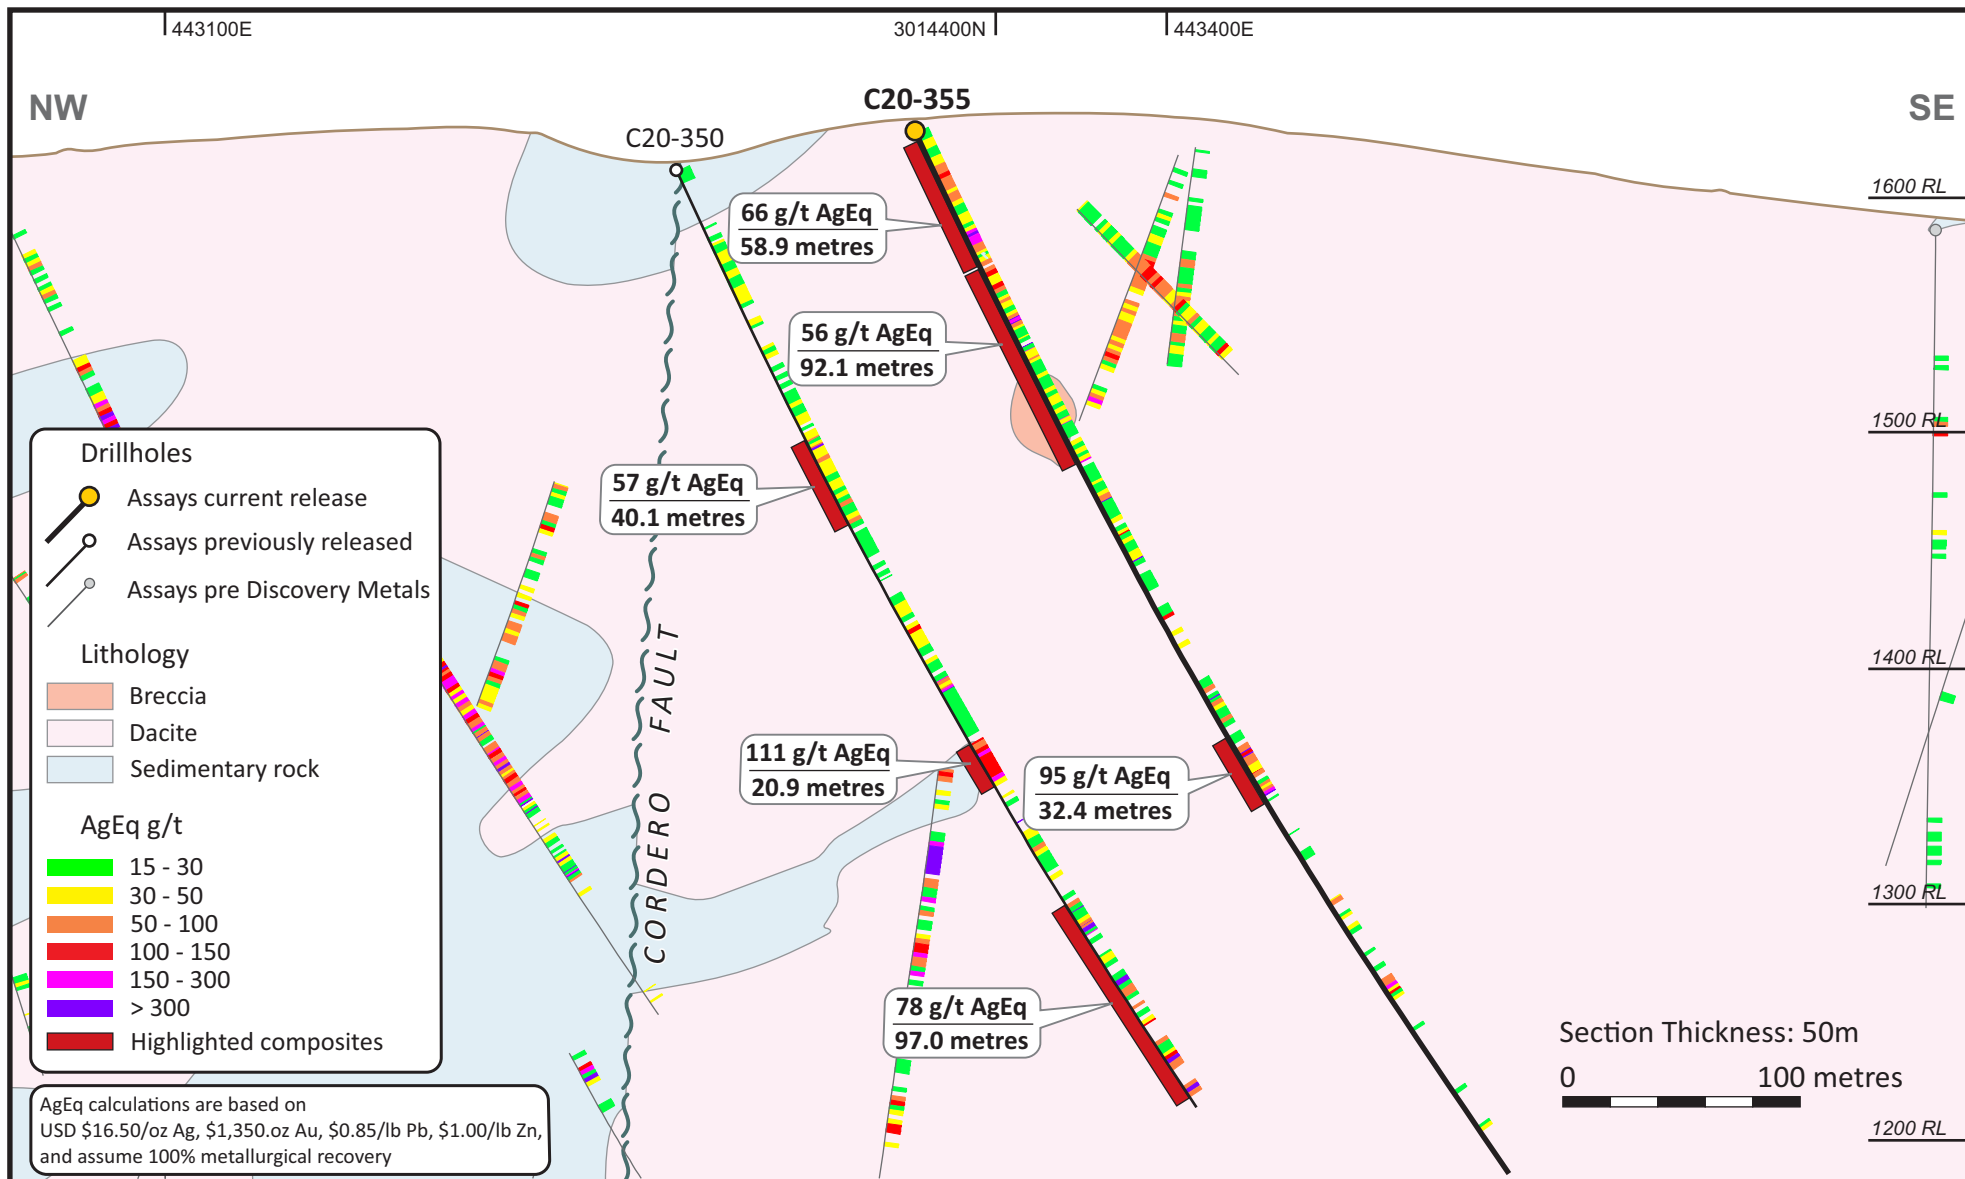 443100E
3014400N
443400E
NW
C20-355
SE
C20-350
1600 RL
66 g/t AgEq
58.9 metres
56 g/t AgEq
92.1 metres
1500 RL
57 g/t AgEq
40.1 metres
1400 RL
CORDERO FAULT
111 g/t AgEq
20.9 metres
95 g/t AgEq
32.4 metres
1300 RL
78 g/t AgEq
97.0 metres
1200 RL
Drillholes
Assays current release
Assays previously released
Assays pre Discovery Metals
Lithology
Breccia
Dacite
Sedimentary rock
AgEq g/t
15 - 30
30 - 50
50 - 100
100 - 150
150 - 300
> 300
Highlighted composites
AgEq calculations are based on
USD $16.50/oz Ag, $1,350.oz Au, $0.85/lb Pb, $1.00/lb Zn,
and assume 100% metallurgical recovery
Section Thickness: 50m
0 100 metres